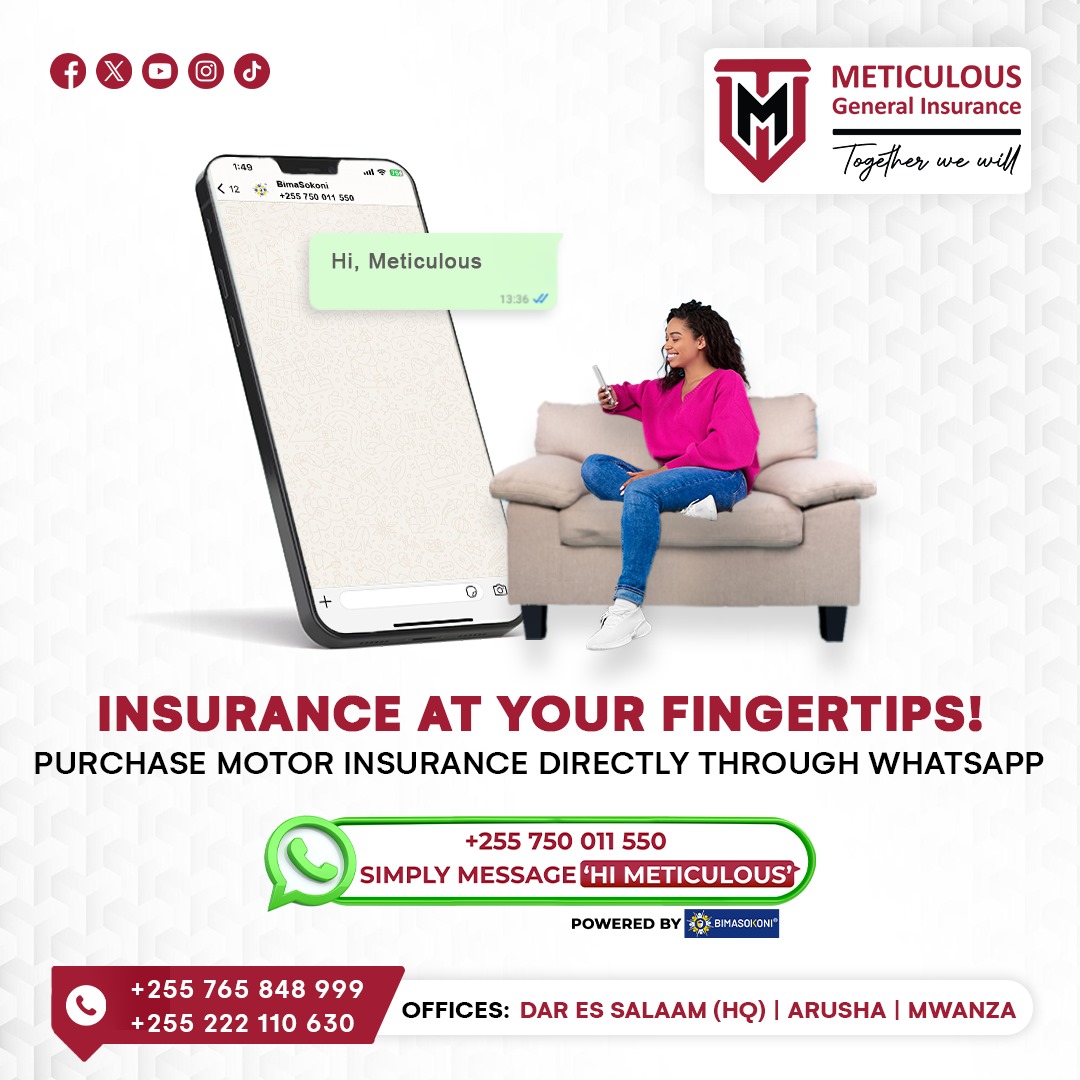 METICULOUS
General Insurance
Together we will
1:49
12
BimaSokoni
+255 750 011 550
Hi, Meticulous
13:36
INSURANCE AT YOUR FINGERTIPS!
PURCHASE MOTOR INSURANCE DIRECTLY THROUGH WHATSAPP
+255 750 011 550
SIMPLY MESSAGE ‘HI METICULOUS’
POWERED BY BIMASOKONI®
+255 765 848 999
+255 222 110 630
OFFICES: DAR ES SALAAM (HQ) | ARUSHA | MWANZA